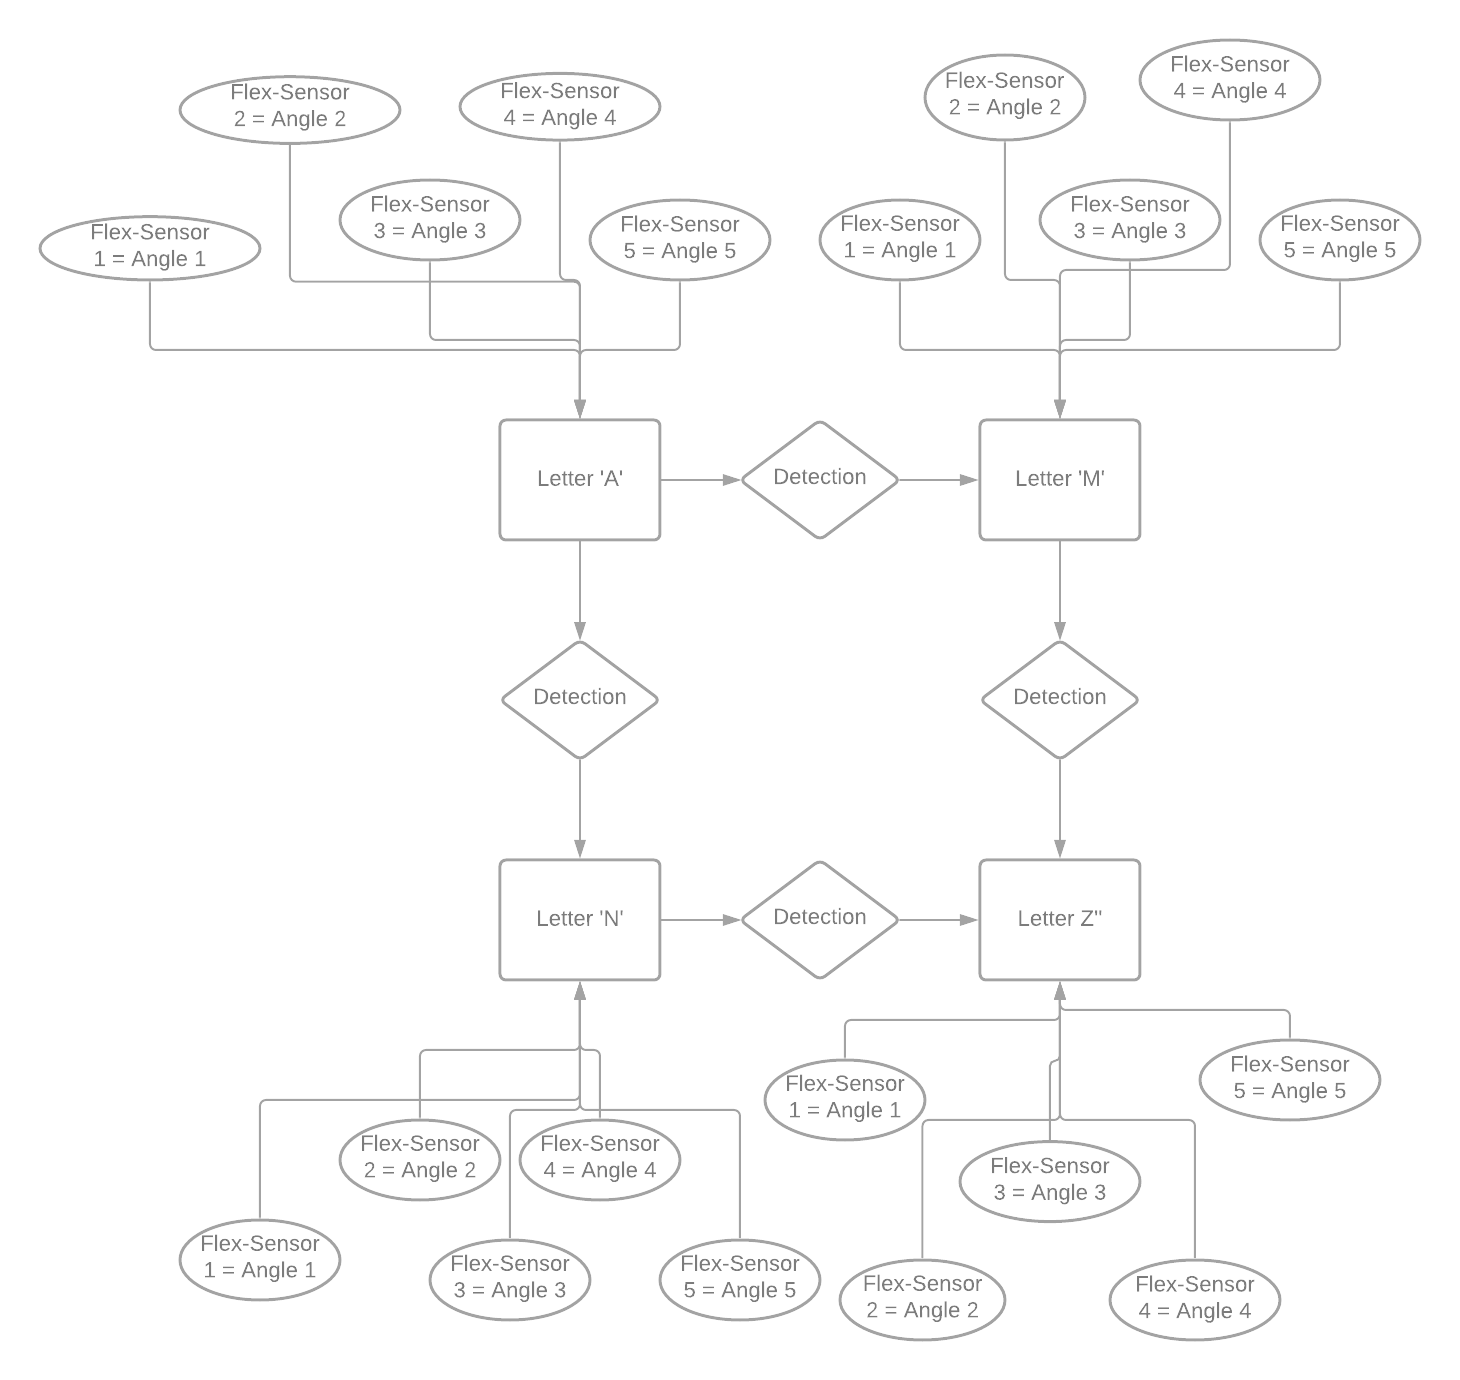 Flex-Sensor
2 = Angle 2
Flex-Sensor
4 = Angle 4
Flex-Sensor
2 = Angle 2
Flex-Sensor
4 = Angle 4
Flex-Sensor
1 = Angle 1
Flex-Sensor
3 = Angle 3
Flex-Sensor
5 = Angle 5
Flex-Sensor
1 = Angle 1
Flex-Sensor
3 = Angle 3
Flex-Sensor
5 = Angle 5
Letter 'A'
Detection
Letter 'M'
Detection
Detection
Letter 'N'
Detection
Letter Z"
Flex-Sensor
1 = Angle 1
Flex-Sensor
5 = Angle 5
Flex-Sensor
2 = Angle 2
Flex-Sensor
4 = Angle 4
Flex-Sensor
3 = Angle 3
Flex-Sensor
1 = Angle 1
Flex-Sensor
3 = Angle 3
Flex-Sensor
5 = Angle 5
Flex-Sensor
2 = Angle 2
Flex-Sensor
4 = Angle 4